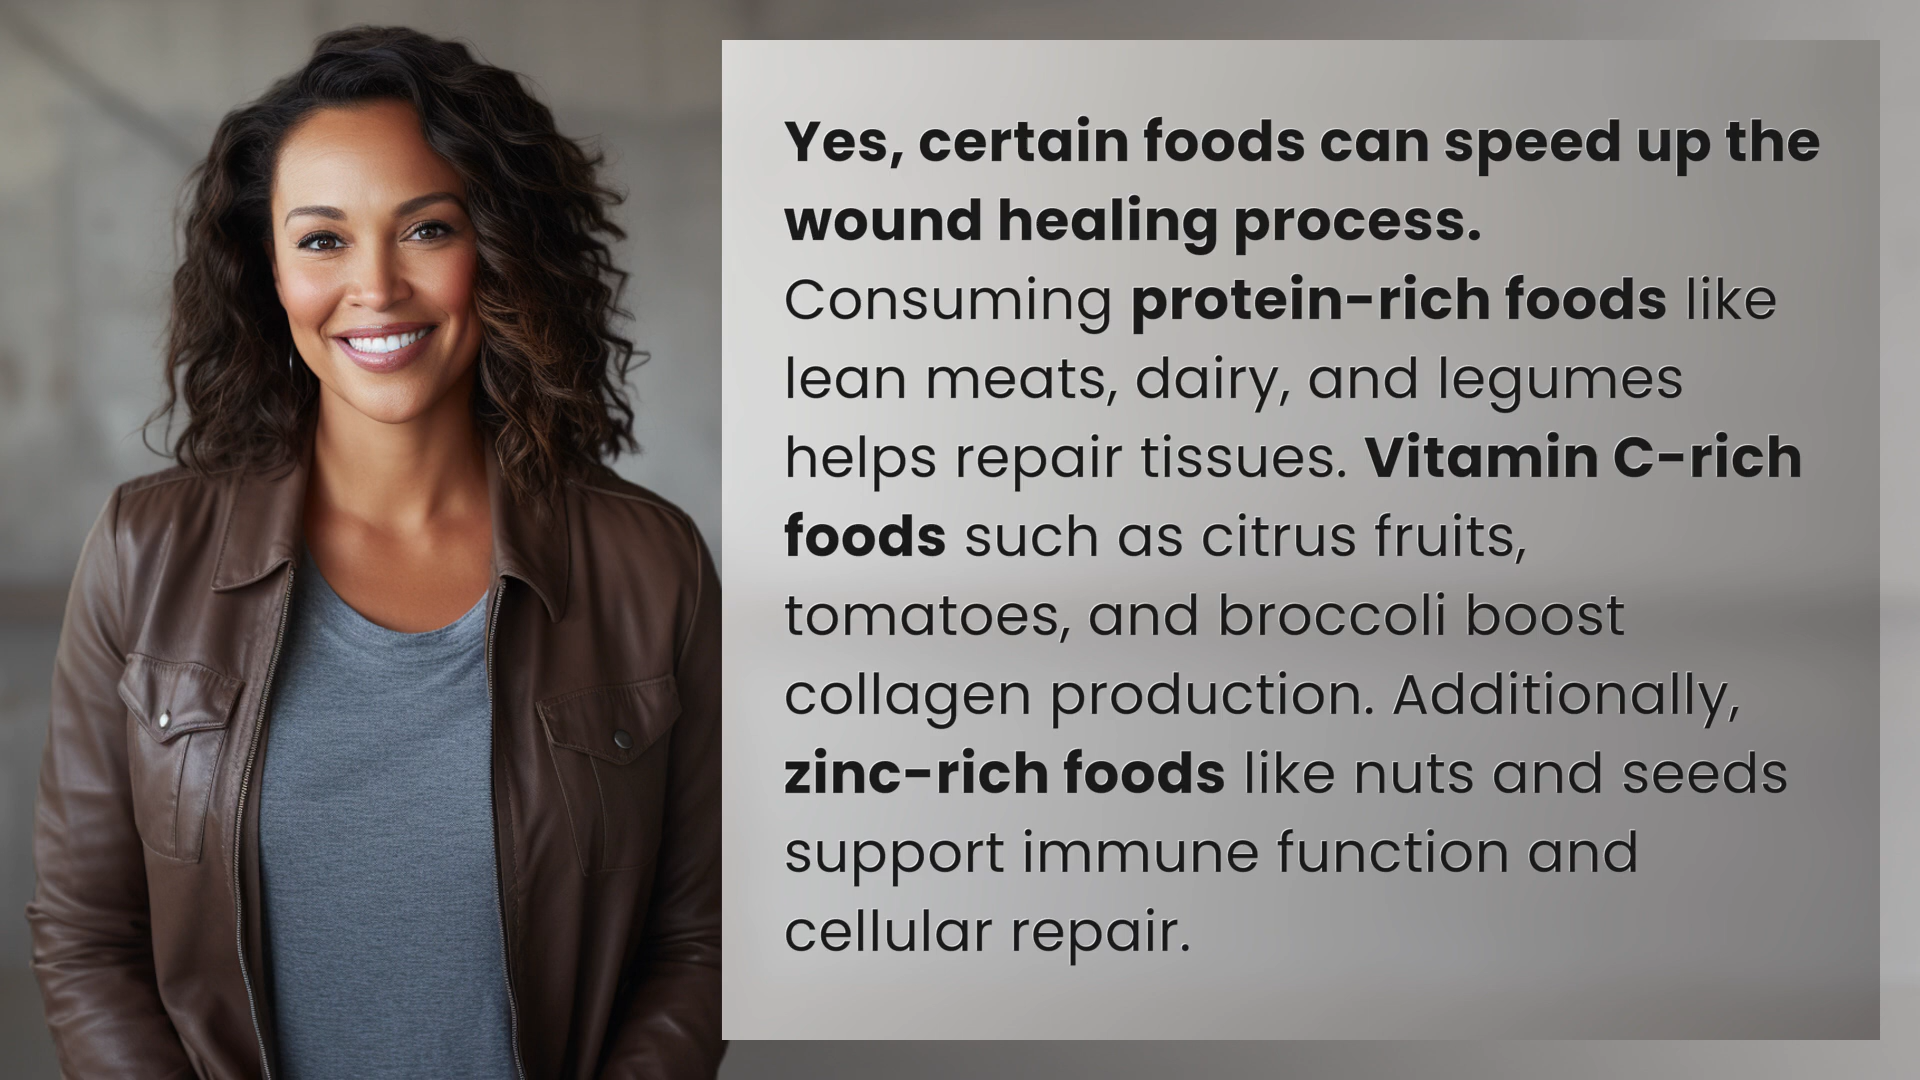 Yes, certain foods can speed up the
wound healing process.
Consuming protein-rich foods like
lean meats, dairy, and legumes
helps repair tissues. Vitamin C-rich
foods such as citrus fruits,
tomatoes, and broccoli boost
collagen production. Additionally,
zinc-rich foods like nuts and seeds
support immune function and
cellular repair.